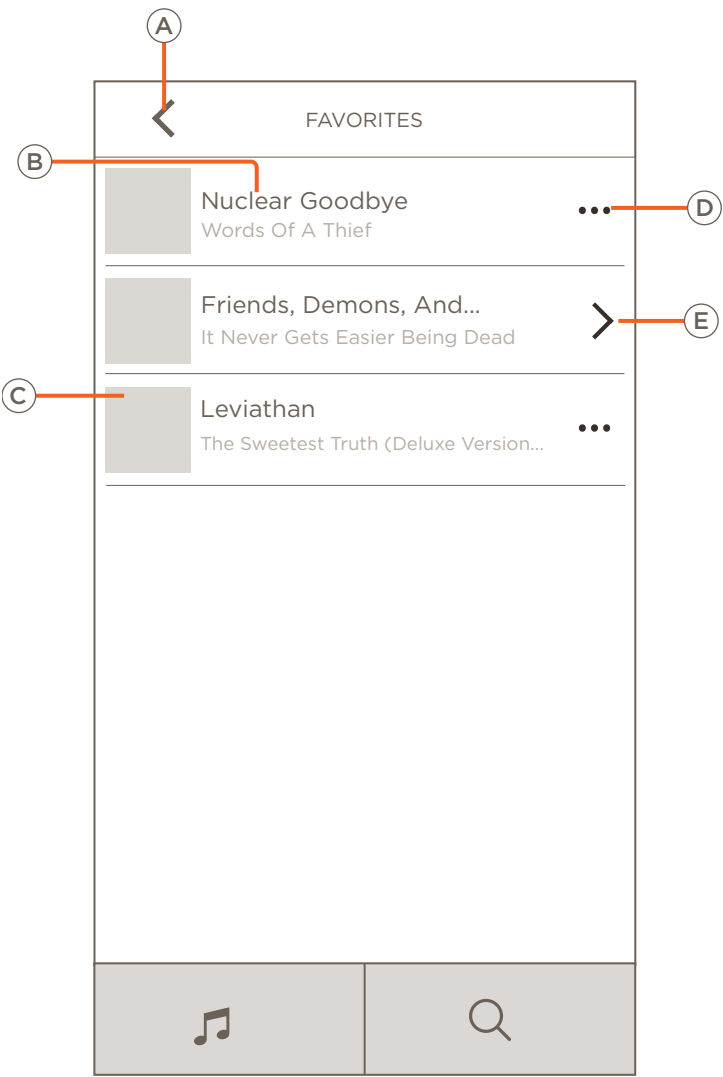 A
FAVORITES
B
Nuclear Goodbye
Words Of A Thief
D
Friends, Demons, And...
It Never Gets Easier Being Dead
E
C
Leviathan
The Sweetest Truth (Deluxe Version...